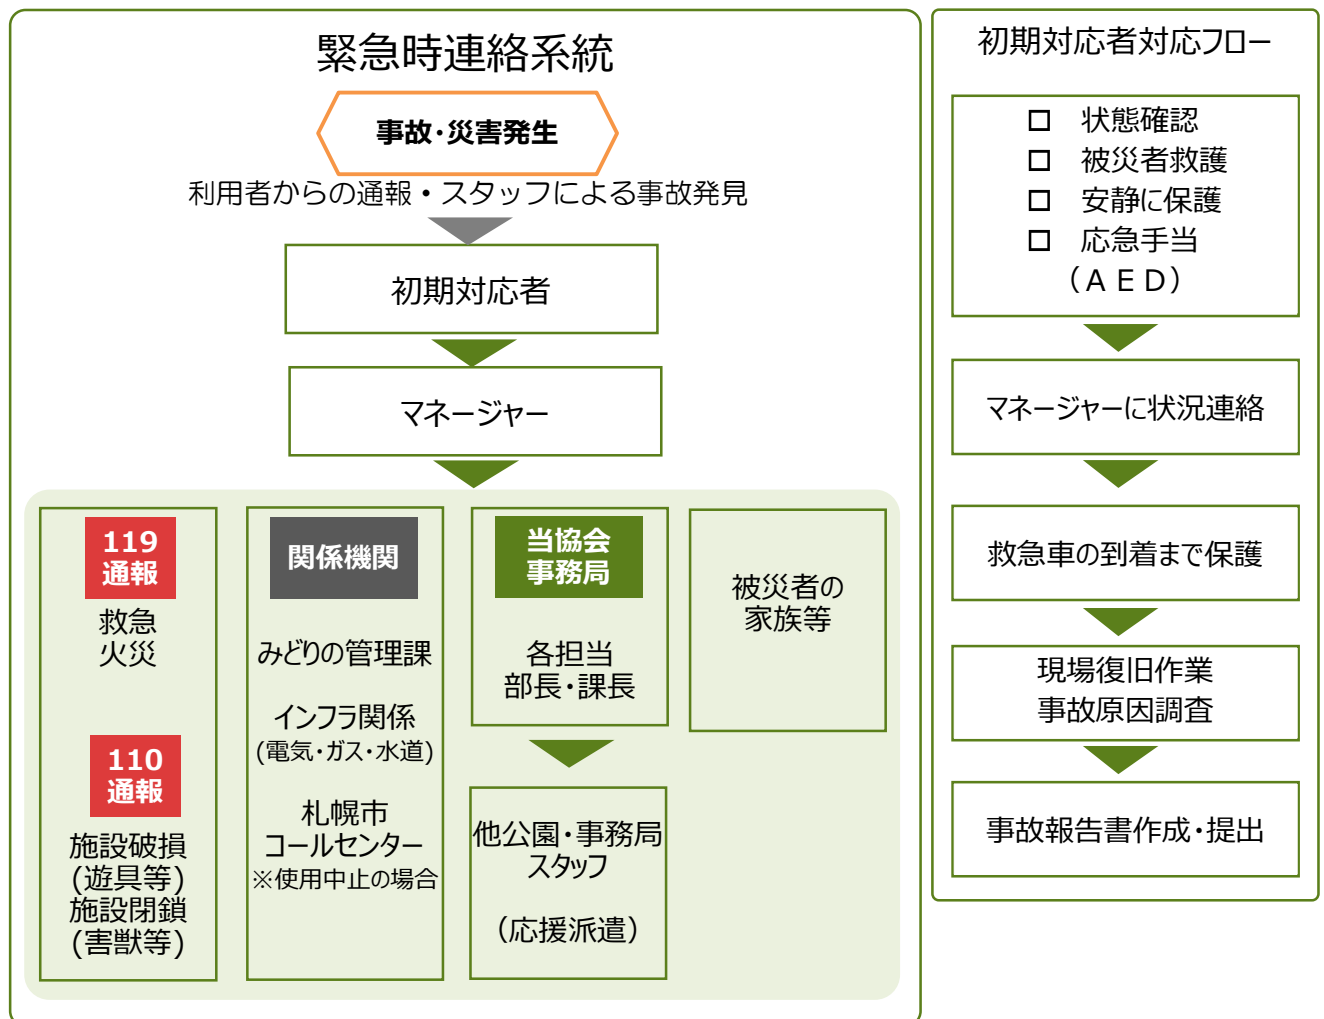 緊急時連絡系統
事故・災害発生
利用者からの通報・スタッフによる事故発見
初期対応者
マネージャー
119
通報
救急
火災
110
通報
施設破損
(遊具等)
施設閉鎖
(害獣等)
関係機関
みどりの管理課
インフラ関係
(電気・ガス・水道)
札幌市
コールセンター
※使用中止の場合
当協会
事務局
各担当
部長・課長
他公園・事務局
スタッフ
（応援派遣）
被災者の
家族等
初期対応者対応フロー
□ 状態確認
□ 被災者救護
□ 安静に保護
□ 応急手当
（ＡＥＤ）
マネージャーに状況連絡
救急車の到着まで保護
現場復旧作業
事故原因調査
事故報告書作成・提出